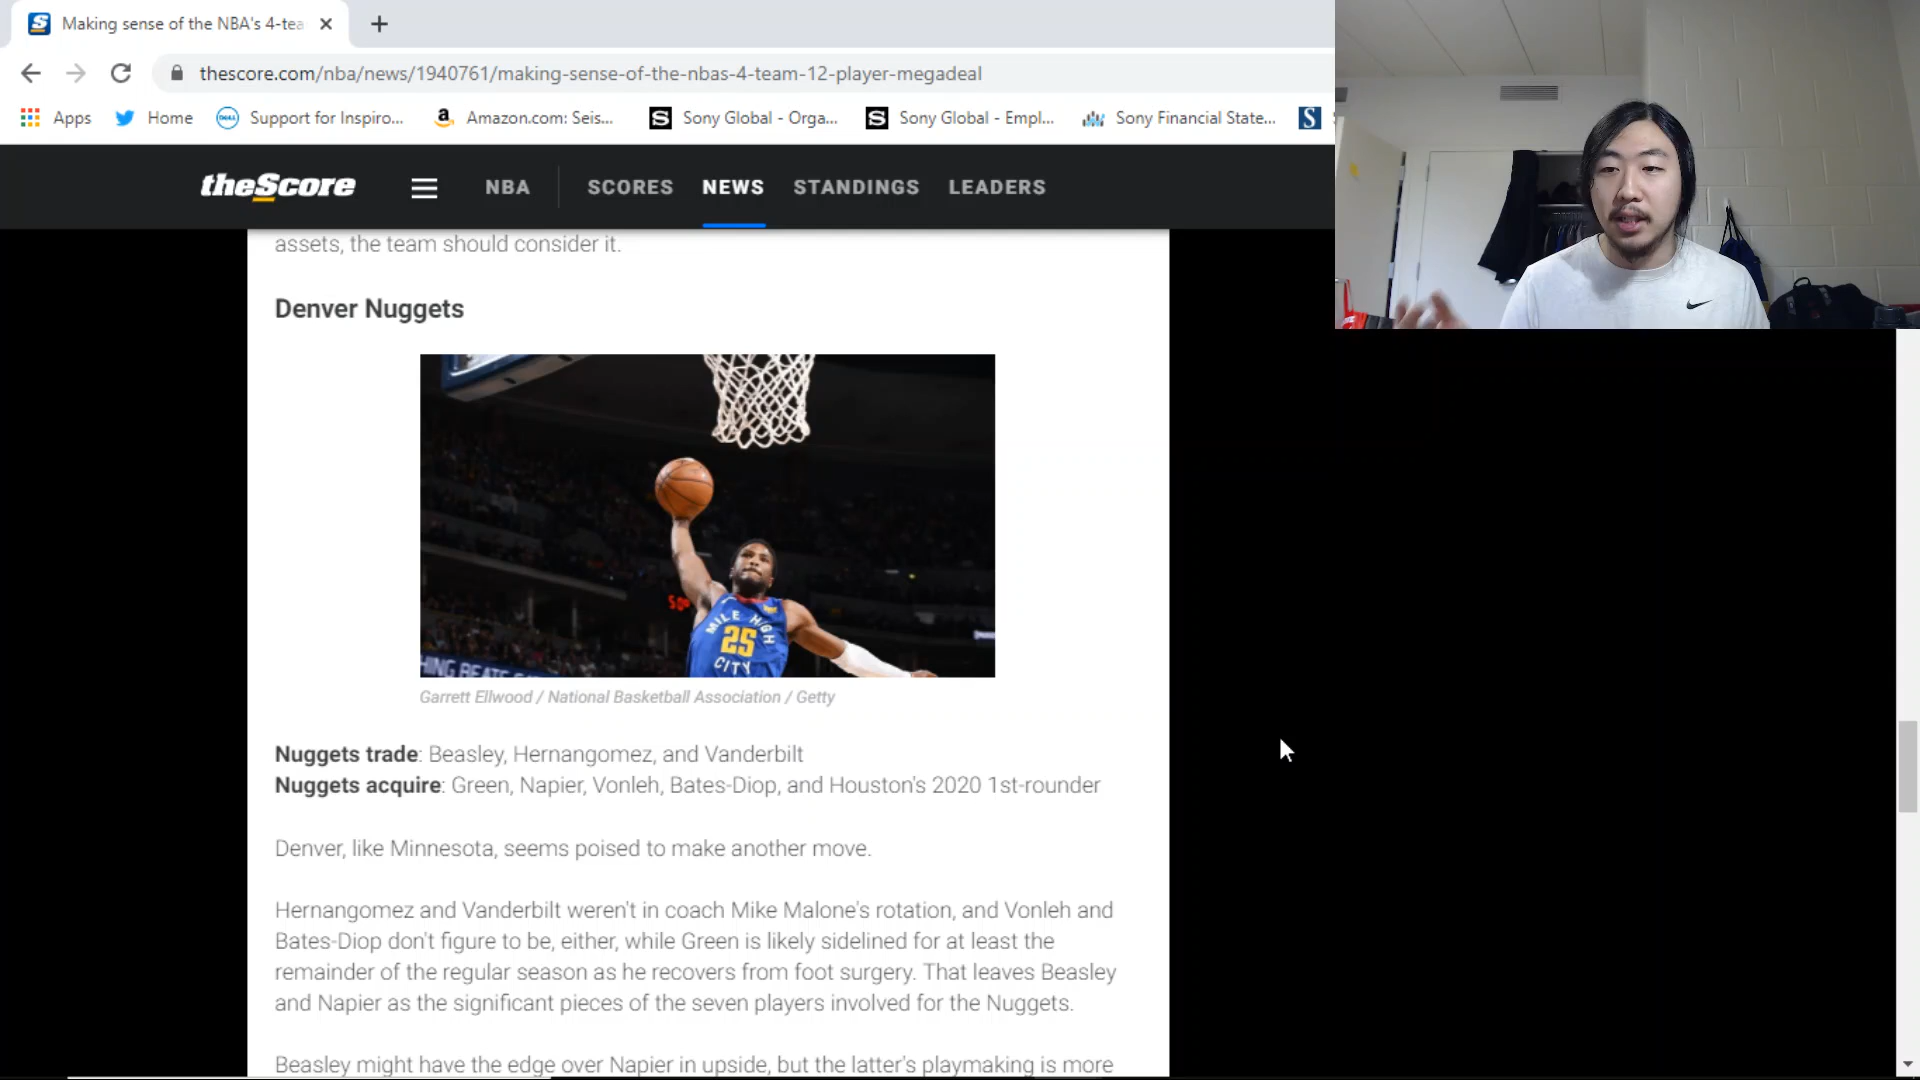 Making sense of the NBA's 4-tea
thescore.com/nba/news/1940761/making-sense-of-the-nbas-4-team-12-player-megadeal
Apps Home Support for Inspiro... Amazon.com: Seis... Sony Global - Orga... Sony Global - Empl... Sony Financial State...
theScore NBA SCORES NEWS STANDINGS LEADERS
assets, the team should consider it.
Denver Nuggets
MILE HIGH
25
CITY
Garrett Ellwood / National Basketball Association / Getty
Nuggets trade: Beasley, Hernangomez, and Vanderbilt
Nuggets acquire: Green, Napier, Vonleh, Bates-Diop, and Houston's 2020 1st-rounder
Denver, like Minnesota, seems poised to make another move.
Hernangomez and Vanderbilt weren't in coach Mike Malone's rotation, and Vonleh and
Bates-Diop don't figure to be, either, while Green is likely sidelined for at least the
remainder of the regular season as he recovers from foot surgery. That leaves Beasley
and Napier as the significant pieces of the seven players involved for the Nuggets.
Beasley might have the edge over Napier in upside, but the latter's playmaking is more